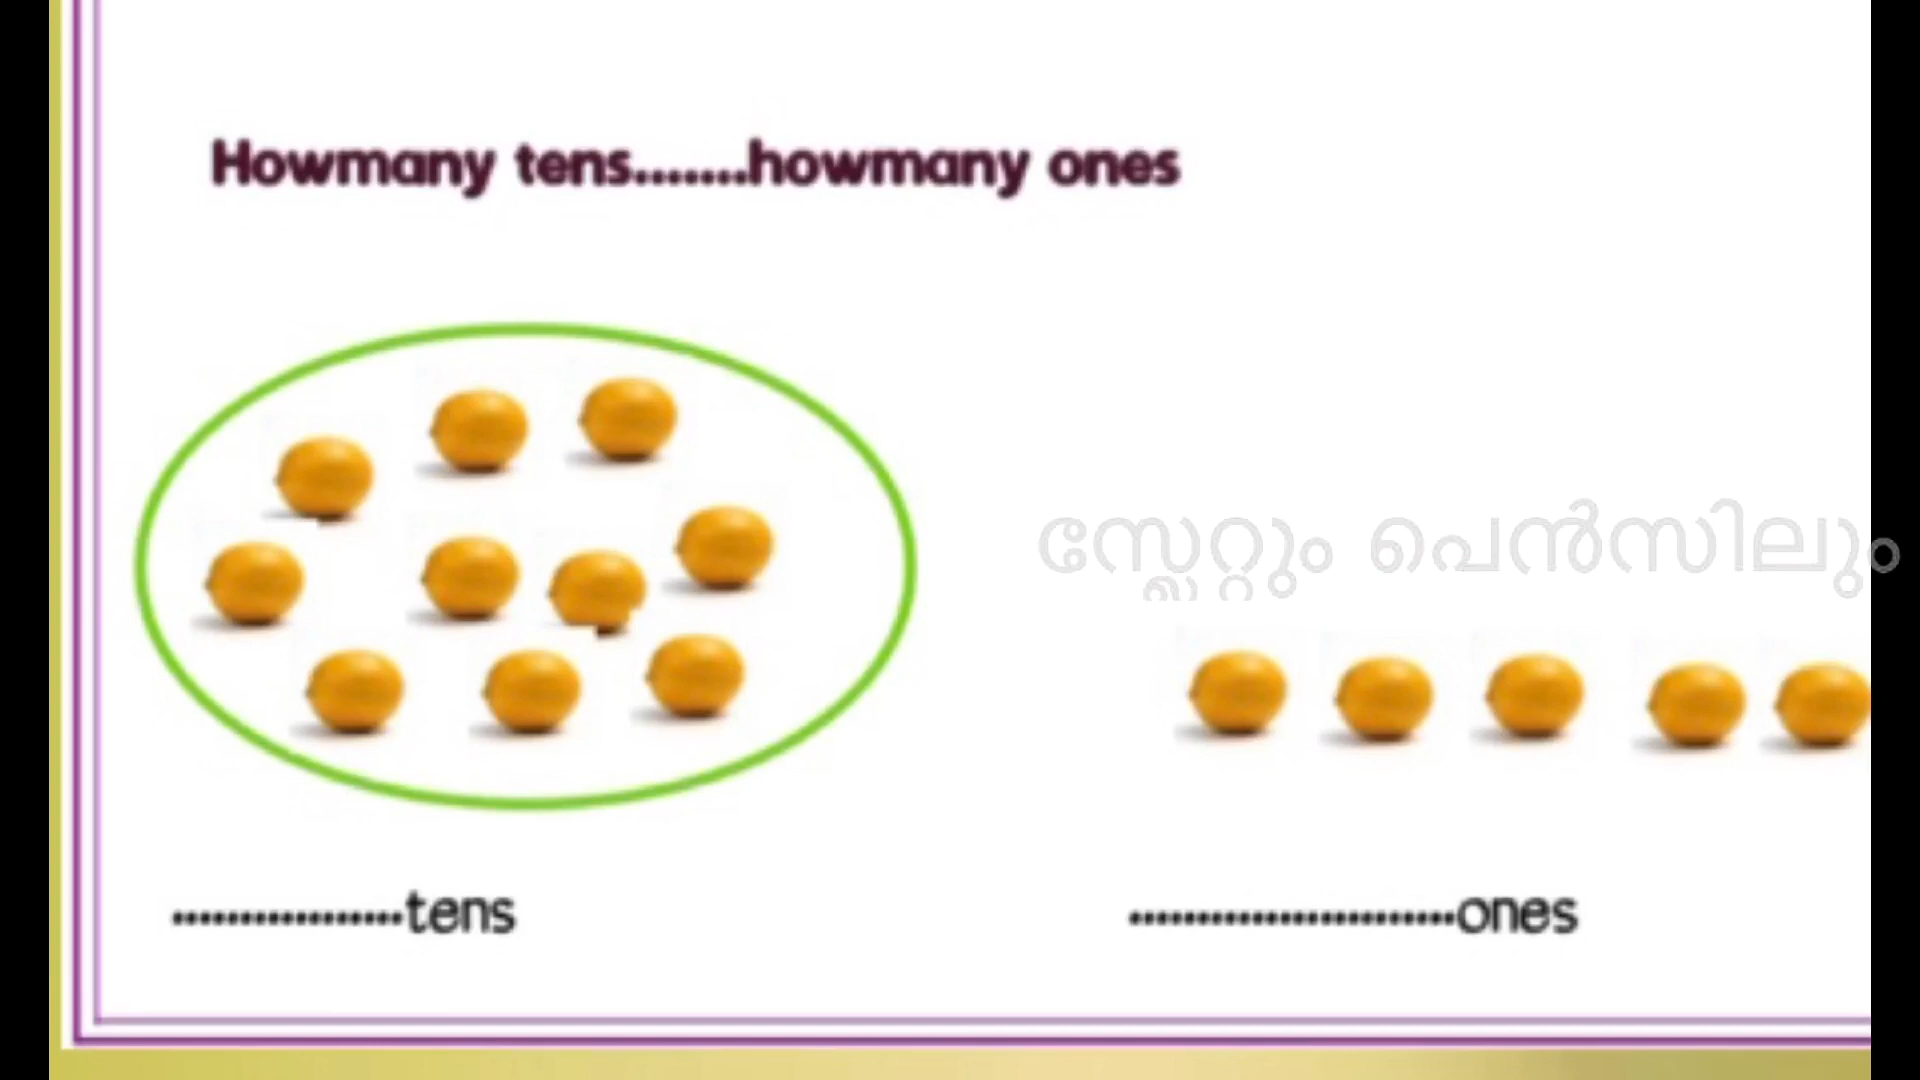 Howmany tens.......howmany ones
സ്ലേറ്റും പെൻസിലും
.................tens
........................ones